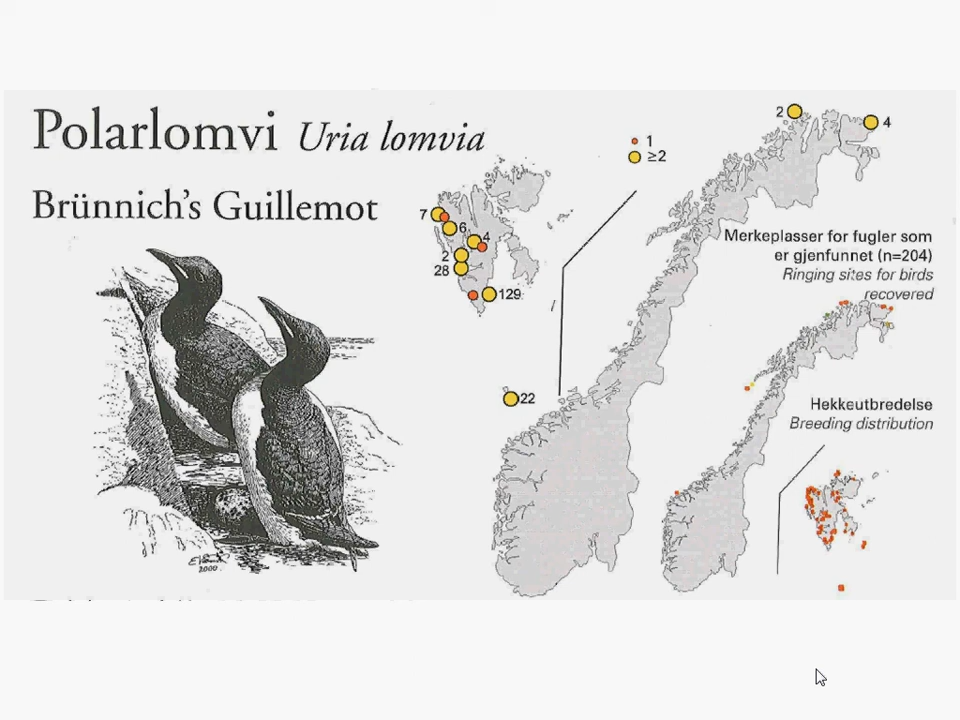 Polarlomvi Uria lomvia
Brünnich's Guillemot
1
≥2
2
4
7
6
4
2
28
129
22
Merkeplasser for fugler som
er gjenfunnet (n=204)
Ringing sites for birds
recovered
Hekkeutbredelse
Breeding distribution
2000